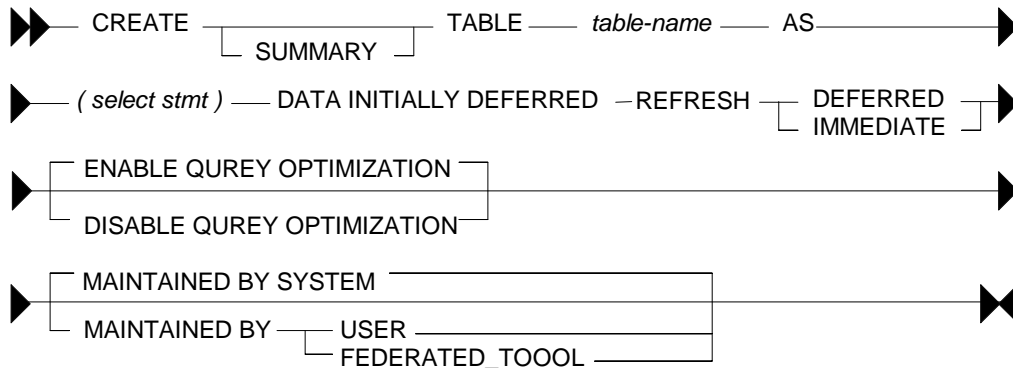 CREATE SUMMARY TABLE table-name AS
( select stmt ) DATA INITIALLY DEFERRED REFRESH DEFERRED
IMMEDIATE
ENABLE QUREY OPTIMIZATION
DISABLE QUREY OPTIMIZATION
MAINTAINED BY SYSTEM
MAINTAINED BY USER
FEDERATED_TOOOL